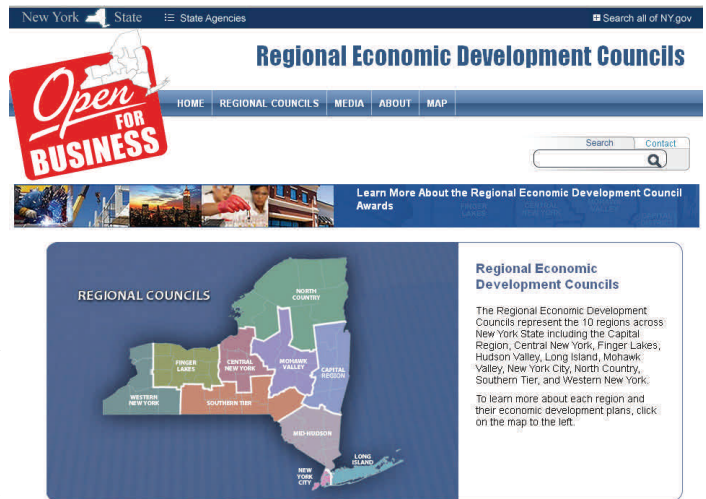 New York State
State Agencies
Search all of NY.gov
Open
FOR
BUSINESS
Regional Economic Development Councils
HOME REGIONAL COUNCILS MEDIA ABOUT MAP
Search Contact
Learn More About the Regional Economic Development Council
Awards
REGIONAL COUNCILS
NORTH
COUNTRY
FINGER
LAKES
CENTRAL
NEW YORK
MOHAWK
VALLEY
CAPITAL
REGION
WESTERN
NEW YORK
SOUTHERN TIER
MID-HUDSON
LONG
ISLAND
NEW
YORK
CITY
Regional Economic
Development Councils
The Regional Economic Development
Councils represent the 10 regions across
New York State including the Capital
Region, Central New York, Finger Lakes,
Hudson Valley, Long Island, Mohawk
Valley, New York City, North Country,
Southern Tier, and Western New York.
To learn more about each region and
their economic development plans, click
on the map to the left.